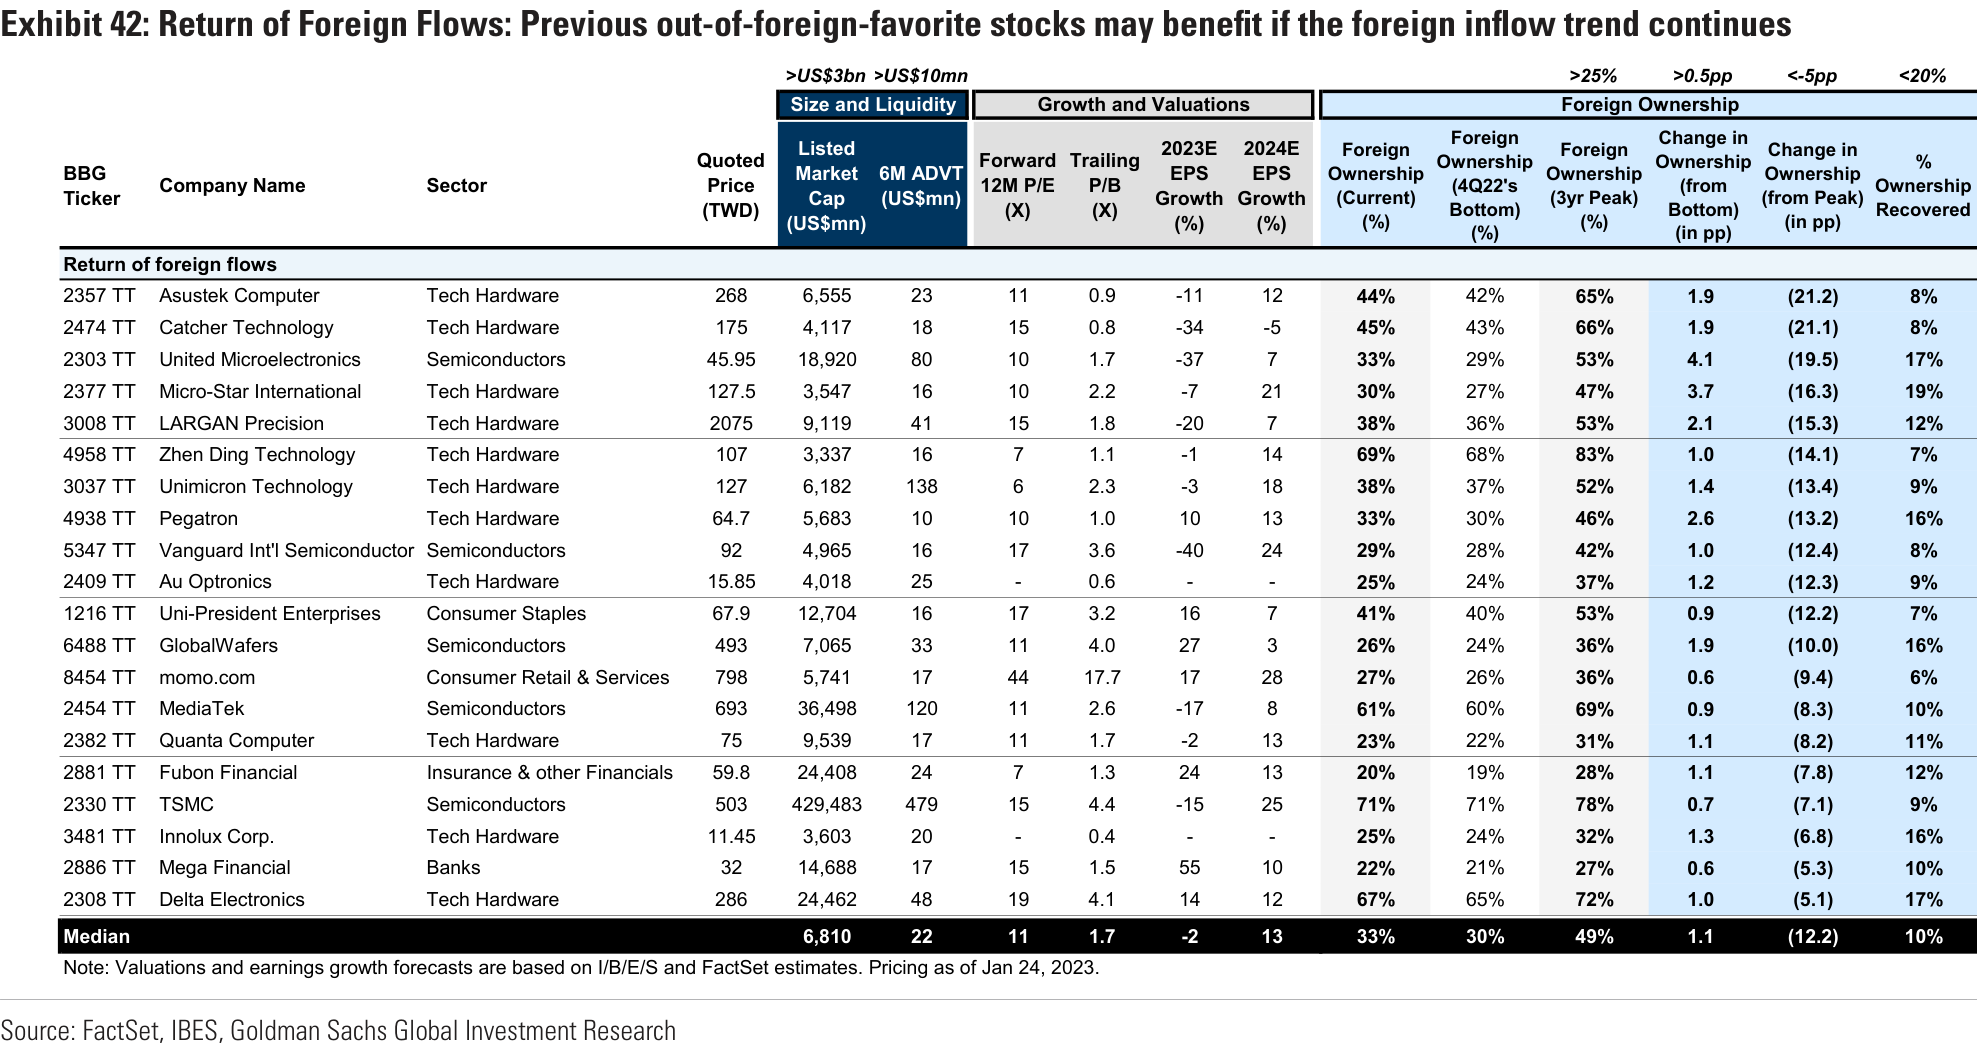 Exhibit 42: Return of Foreign Flows: Previous out-of-foreign-favorite stocks may benefit if the foreign inflow trend continues
>US$3bn >US$10mn >25% >0.5pp <-5pp <20%
Size and Liquidity Growth and Valuations Foreign Ownership
BBG Ticker Company Name Sector Quoted Price (TWD) Listed Market Cap (US$mn) 6M ADVT (US$mn) Forward 12M P/E (X) Trailing P/B (X) 2023E EPS Growth (%) 2024E EPS Growth (%) Foreign Ownership (Current) (%) Foreign Ownership (4Q22's Bottom) (%) Foreign Ownership (3yr Peak) (%) Change in Ownership (from Bottom) (in pp) Change in Ownership (from Peak) (in pp) % Ownership Recovered
Return of foreign flows
2357 TT Asustek Computer Tech Hardware 268 6,555 23 11 0.9 -11 12 44% 42% 65% 1.9 (21.2) 8%
2474 TT Catcher Technology Tech Hardware 175 4,117 18 15 0.8 -34 -5 45% 43% 66% 1.9 (21.1) 8%
2303 TT United Microelectronics Semiconductors 45.95 18,920 80 10 1.7 -37 7 33% 29% 53% 4.1 (19.5) 17%
2377 TT Micro-Star International Tech Hardware 127.5 3,547 16 10 2.2 -7 21 30% 27% 47% 3.7 (16.3) 19%
3008 TT LARGAN Precision Tech Hardware 2075 9,119 41 15 1.8 -20 7 38% 36% 53% 2.1 (15.3) 12%
4958 TT Zhen Ding Technology Tech Hardware 107 3,337 16 7 1.1 -1 14 69% 68% 83% 1.0 (14.1) 7%
3037 TT Unimicron Technology Tech Hardware 127 6,182 138 6 2.3 -3 18 38% 37% 52% 1.4 (13.4) 9%
4938 TT Pegatron Tech Hardware 64.7 5,683 10 10 1.0 10 13 33% 30% 46% 2.6 (13.2) 16%
5347 TT Vanguard Int'l Semiconductor Semiconductors 92 4,965 16 17 3.6 -40 24 29% 28% 42% 1.0 (12.4) 8%
2409 TT Au Optronics Tech Hardware 15.85 4,018 25 - 0.6 - - 25% 24% 37% 1.2 (12.3) 9%
1216 TT Uni-President Enterprises Consumer Staples 67.9 12,704 16 17 3.2 16 7 41% 40% 53% 0.9 (12.2) 7%
6488 TT GlobalWafers Semiconductors 493 7,065 33 11 4.0 27 3 26% 24% 36% 1.9 (10.0) 16%
8454 TT momo.com Consumer Retail & Services 798 5,741 17 44 17.7 17 28 27% 26% 36% 0.6 (9.4) 6%
2454 TT MediaTek Semiconductors 693 36,498 120 11 2.6 -17 8 61% 60% 69% 0.9 (8.3) 10%
2382 TT Quanta Computer Tech Hardware 75 9,539 17 11 1.7 -2 13 23% 22% 31% 1.1 (8.2) 11%
2881 TT Fubon Financial Insurance & other Financials 59.8 24,408 24 7 1.3 24 13 20% 19% 28% 1.1 (7.8) 12%
2330 TT TSMC Semiconductors 503 429,483 479 15 4.4 -15 25 71% 71% 78% 0.7 (7.1) 9%
3481 TT Innolux Corp. Tech Hardware 11.45 3,603 20 - 0.4 - - 25% 24% 32% 1.3 (6.8) 16%
2886 TT Mega Financial Banks 32 14,688 17 15 1.5 55 10 22% 21% 27% 0.6 (5.3) 10%
2308 TT Delta Electronics Tech Hardware 286 24,462 48 19 4.1 14 12 67% 65% 72% 1.0 (5.1) 17%
Median 6,810 22 11 1.7 -2 13 33% 30% 49% 1.1 (12.2) 10%
Note: Valuations and earnings growth forecasts are based on I/B/E/S and FactSet estimates. Pricing as of Jan 24, 2023.
Source: FactSet, IBES, Goldman Sachs Global Investment Research